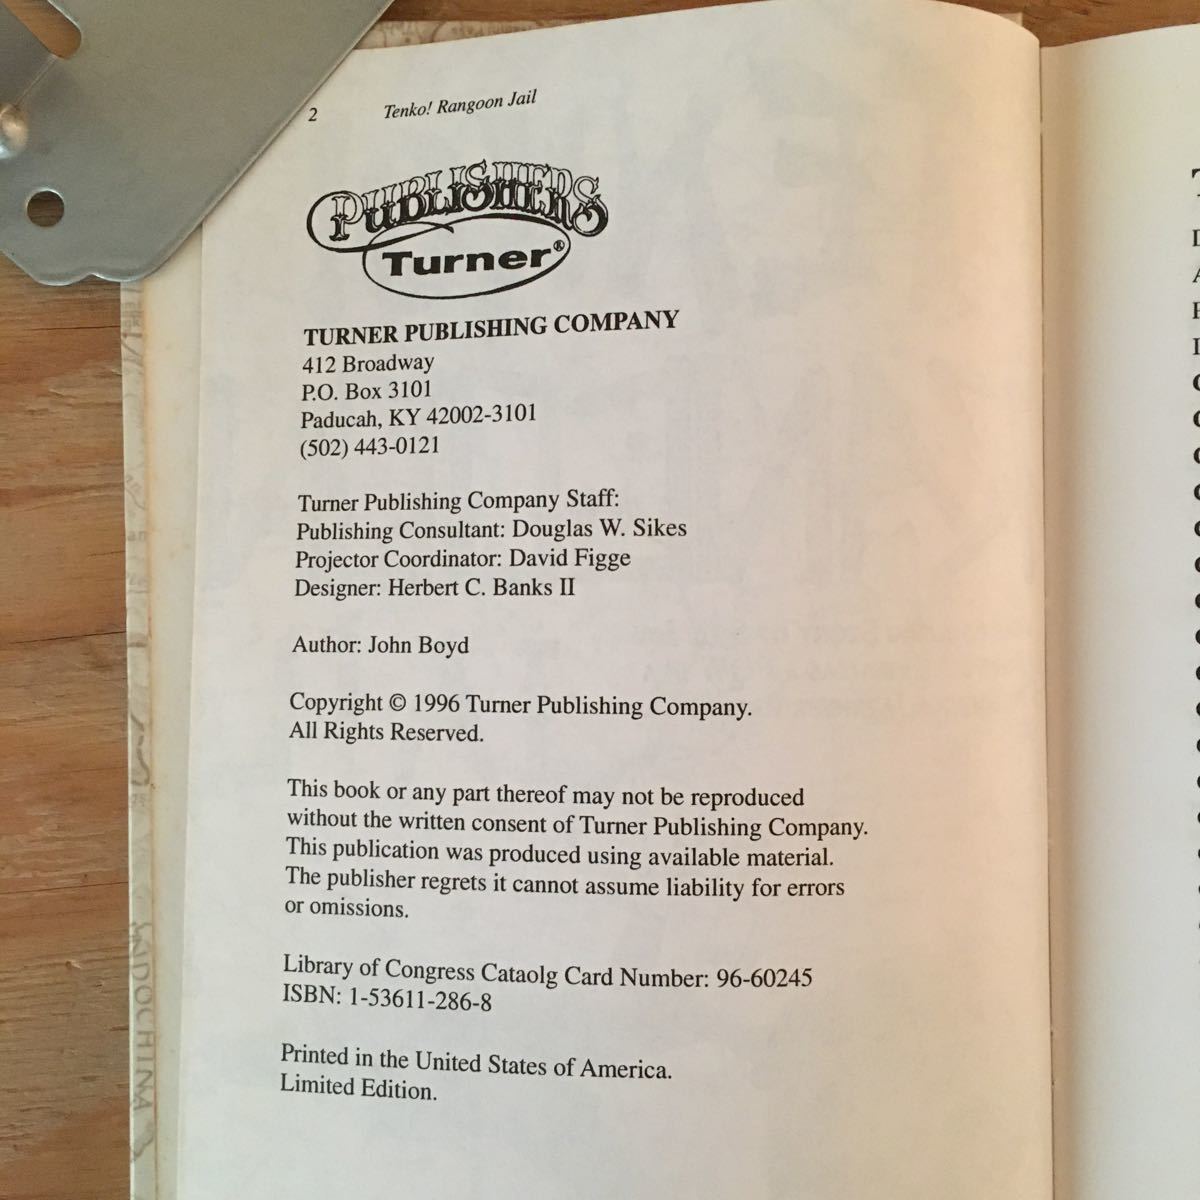 2 Tenko! Rangoon Jail
PUBLISHERS
Turner®
TURNER PUBLISHING COMPANY
412 Broadway
P.O. Box 3101
Paducah, KY 42002-3101
(502) 443-0121
Turner Publishing Company Staff:
Publishing Consultant: Douglas W. Sikes
Projector Coordinator: David Figge
Designer: Herbert C. Banks II
Author: John Boyd
Copyright © 1996 Turner Publishing Company.
All Rights Reserved.
This book or any part thereof may not be reproduced
without the written consent of Turner Publishing Company.
This publication was produced using available material.
The publisher regrets it cannot assume liability for errors
or omissions.
Library of Congress Cataolg Card Number: 96-60245
ISBN: 1-53611-286-8
Printed in the United States of America.
Limited Edition.
INDOCHINA